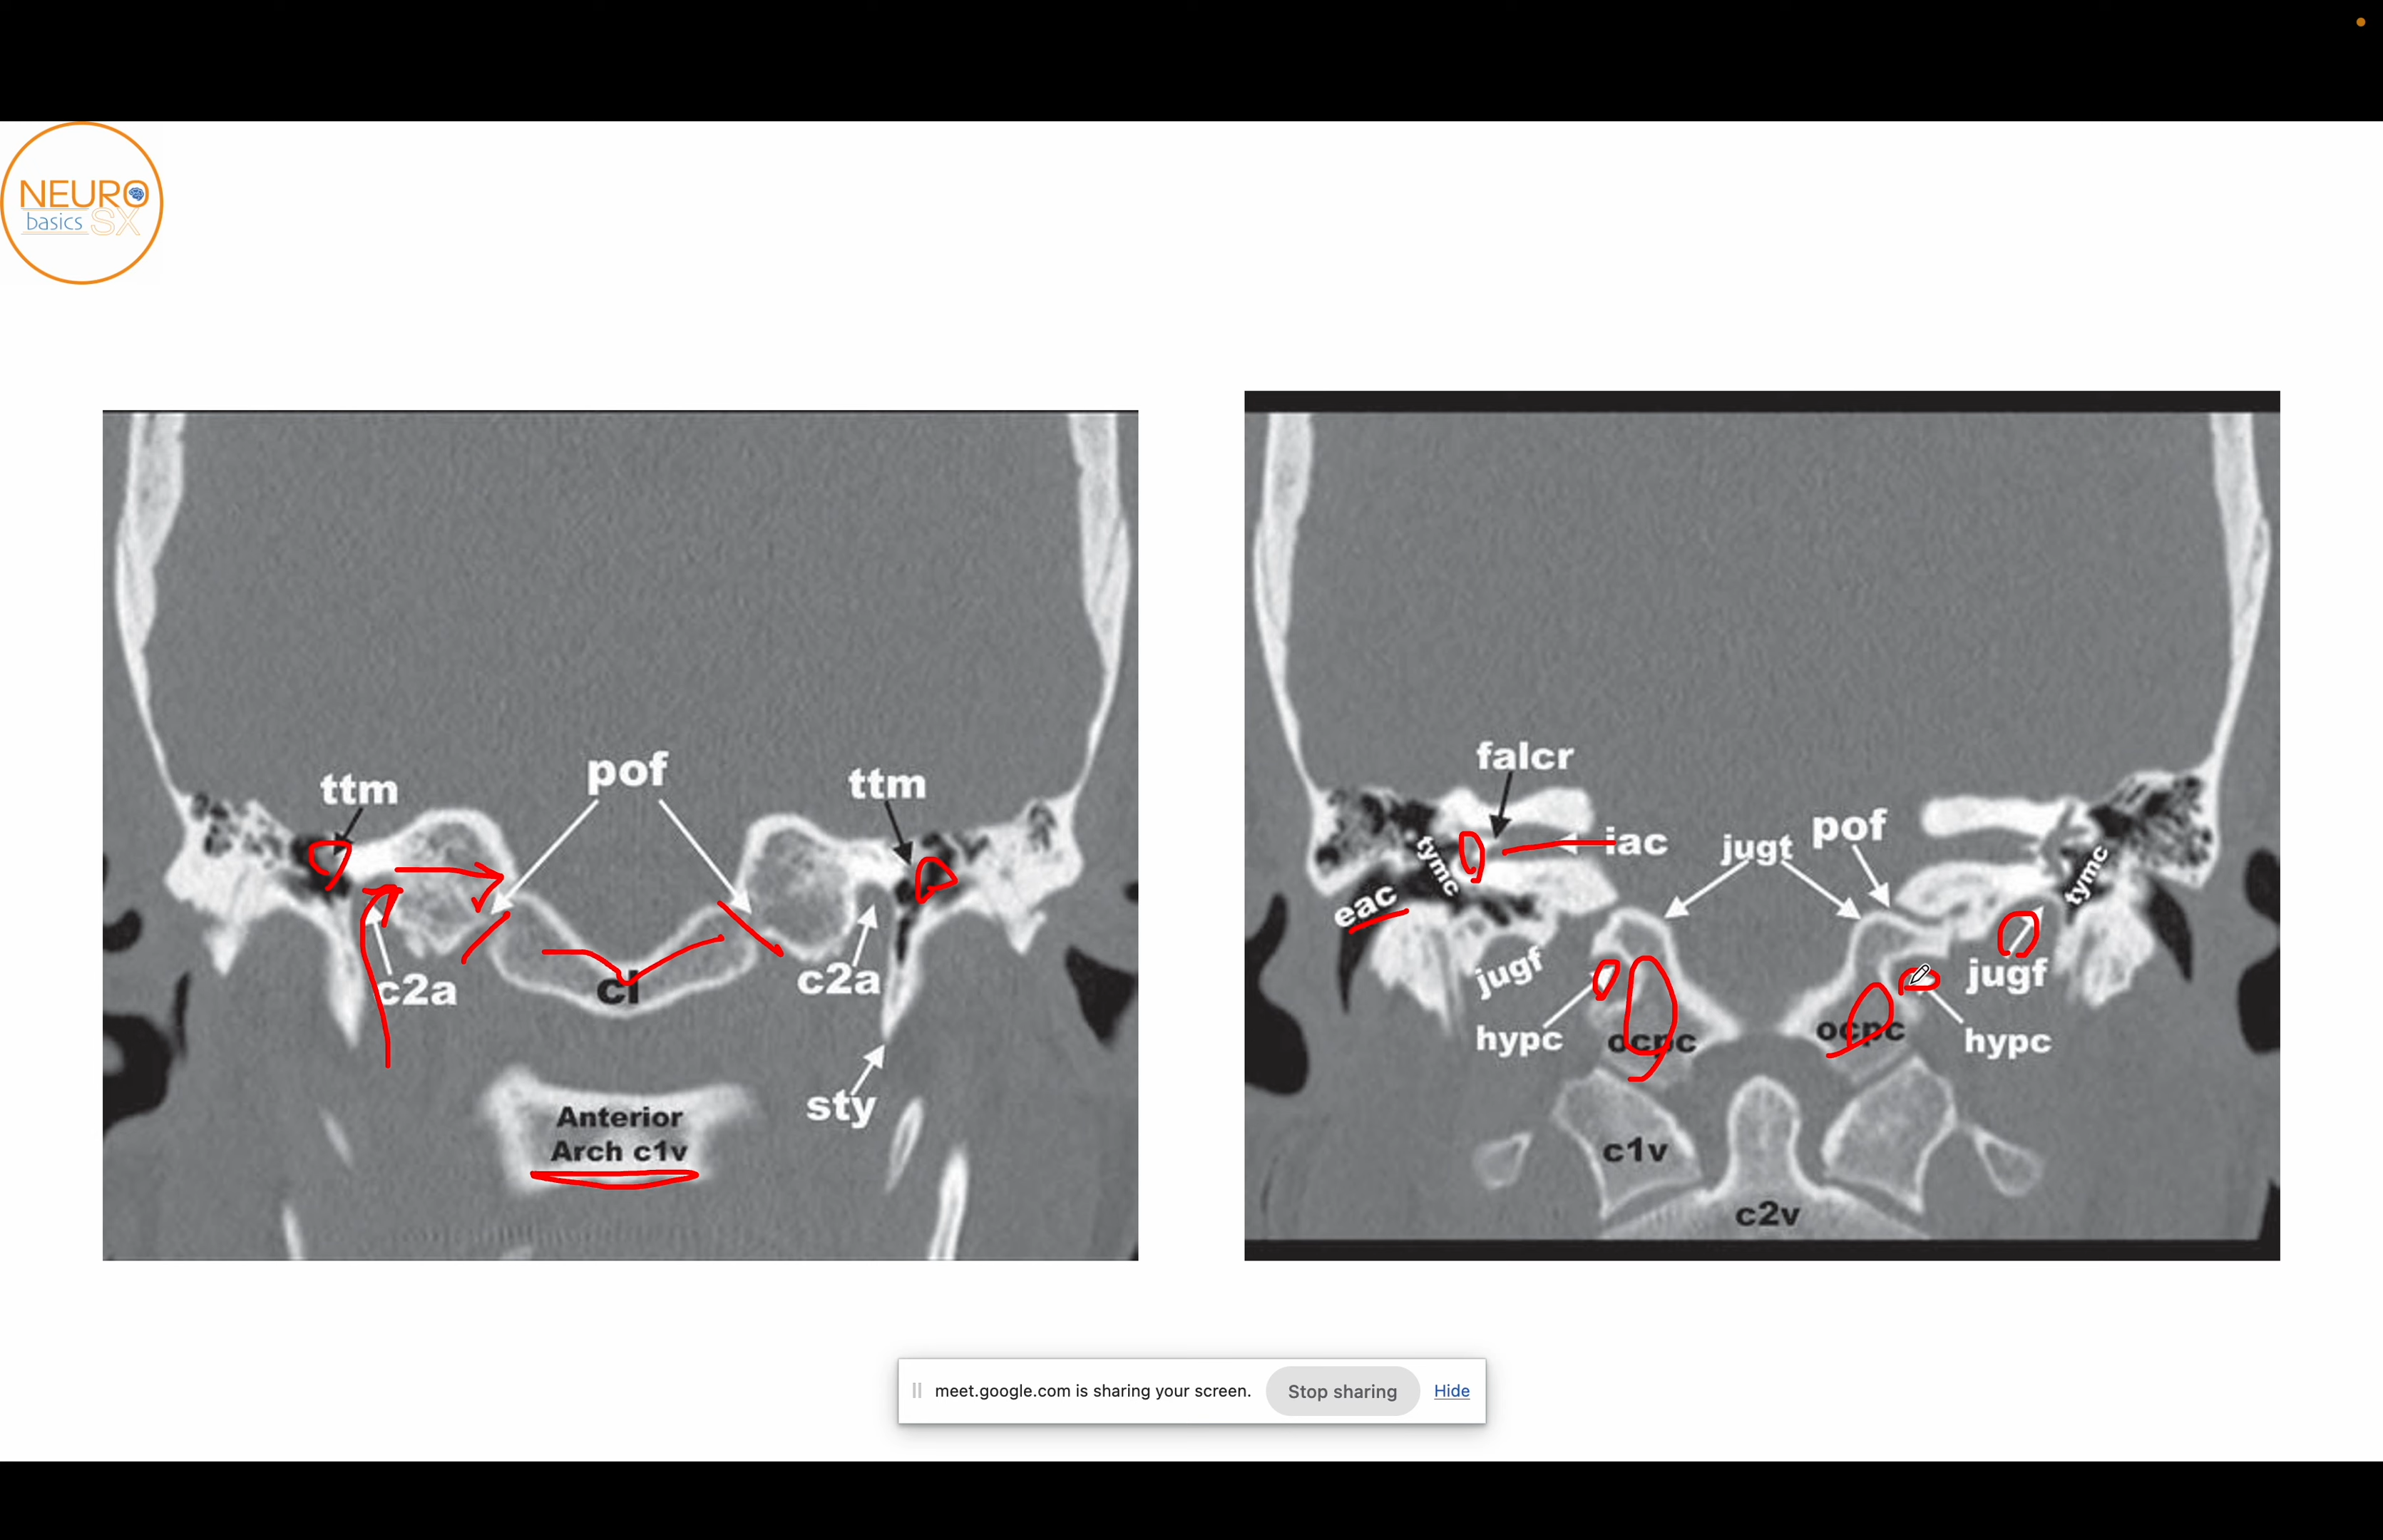 NEURO
basics SX
ttm
pof
ttm
c2a
cl
c2a
sty
Anterior
Arch c1v
falcr
iac
jugt
pof
tymc
eac
tymc
jugf
jugf
hypc
ocpc
ocpc
hypc
c1v
c2v
meet.google.com is sharing your screen.
Stop sharing
Hide